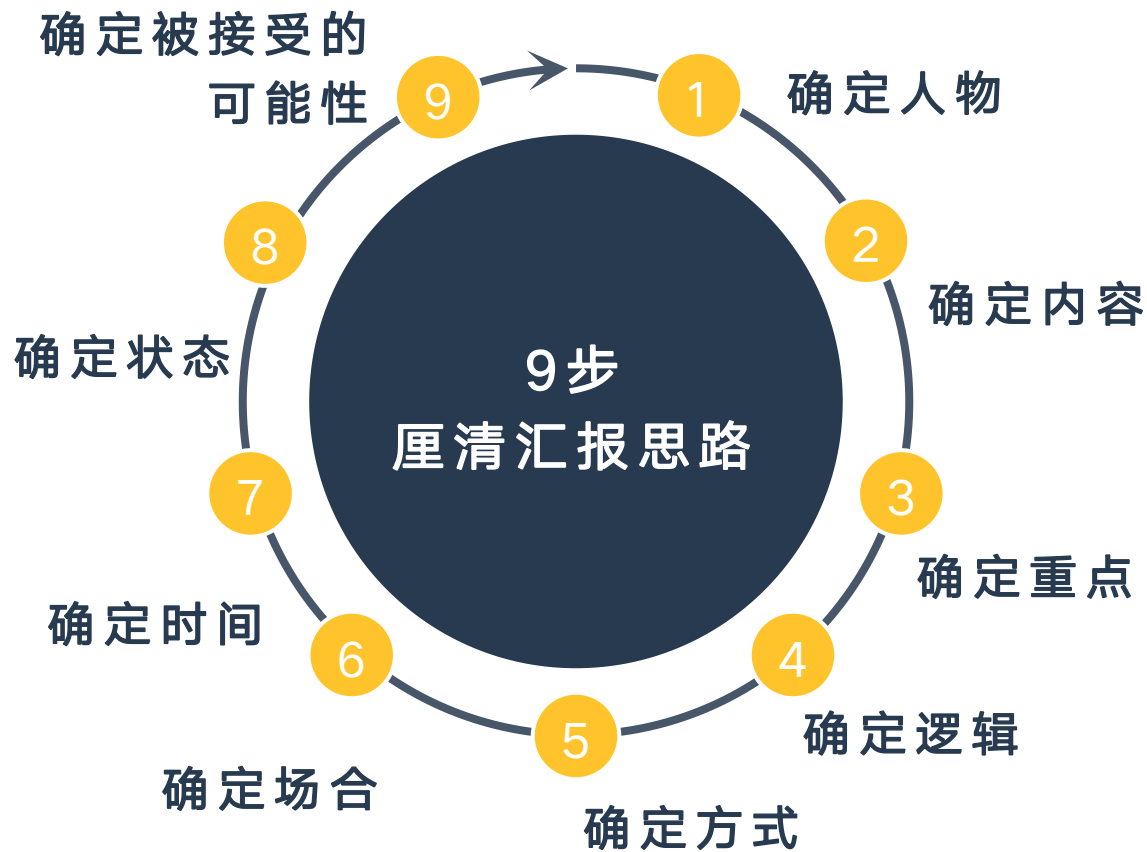 9步
厘清汇报思路
1
确定人物
2
确定内容
3
确定重点
4
确定逻辑
5
确定方式
6
确定场合
7
确定时间
8
确定状态
9
确定被接受的
可能性